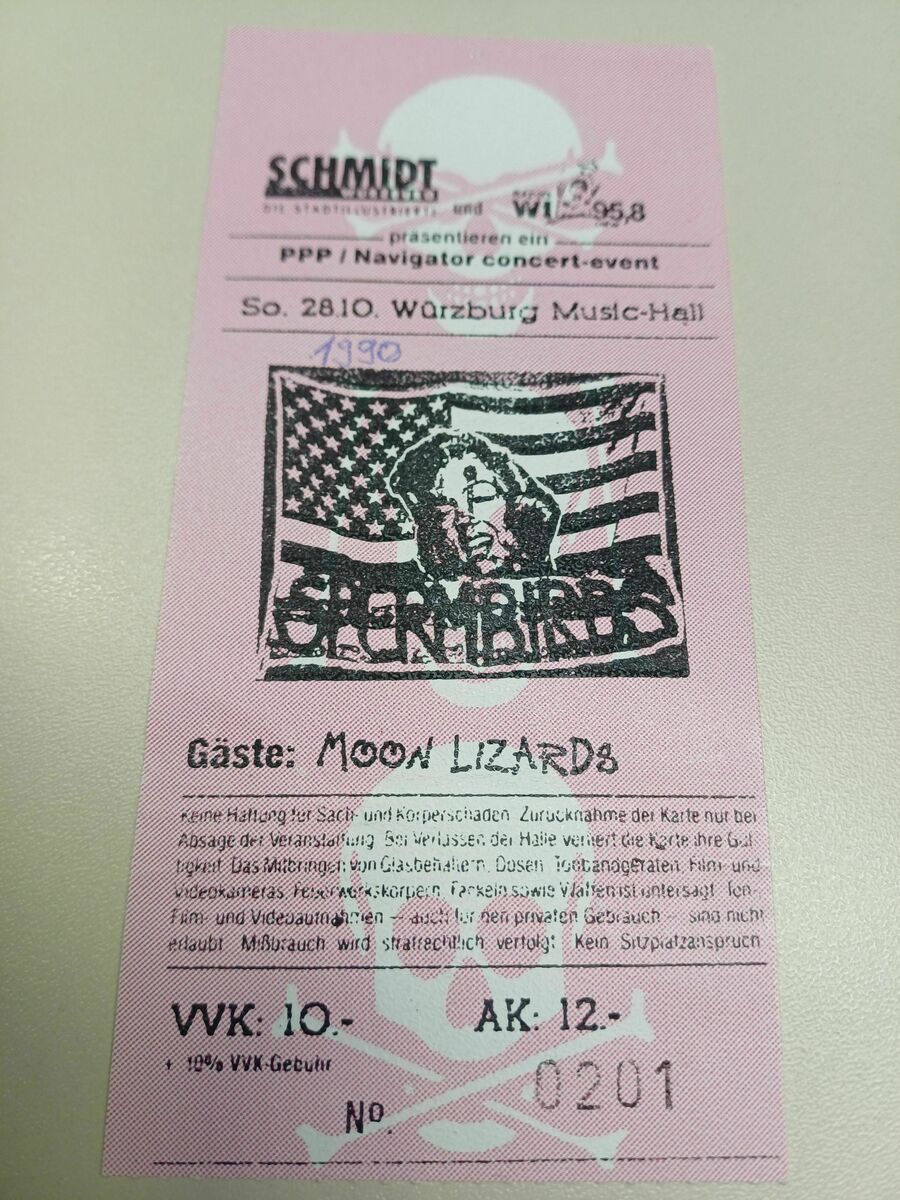 SCHMIDT
DIE STADTILLUSTRIERTE und W1 95,8
präsentieren ein
PPP / Navigator concert-event
So. 28.10. Würzburg Music-Hall
1990
SPERMBIRDS
Gäste: MOON LIZARDS
Keine Haftung für Sach- und Körperschäden. Zurücknahme der Karte nur bei
Absage der Veranstaltung. Bei Verlassen der Halle verliert die Karte ihre Gül-
tigkeit. Das Mitbringen von Glasbehältern, Dosen, Tonbandgeräten, Film- und
Videokameras, Feuerwerkskörpern, Fackeln sowie Waffen ist untersagt. Ton-
Film- und Videoaufnahmen — auch für den privaten Gebrauch — sind nicht
erlaubt. Mißbrauch wird strafrechtlich verfolgt. Kein Sitzplatzanspruch
VVK: 10.- AK: 12.-
+ 10% VVK-Gebühr
No. 0201